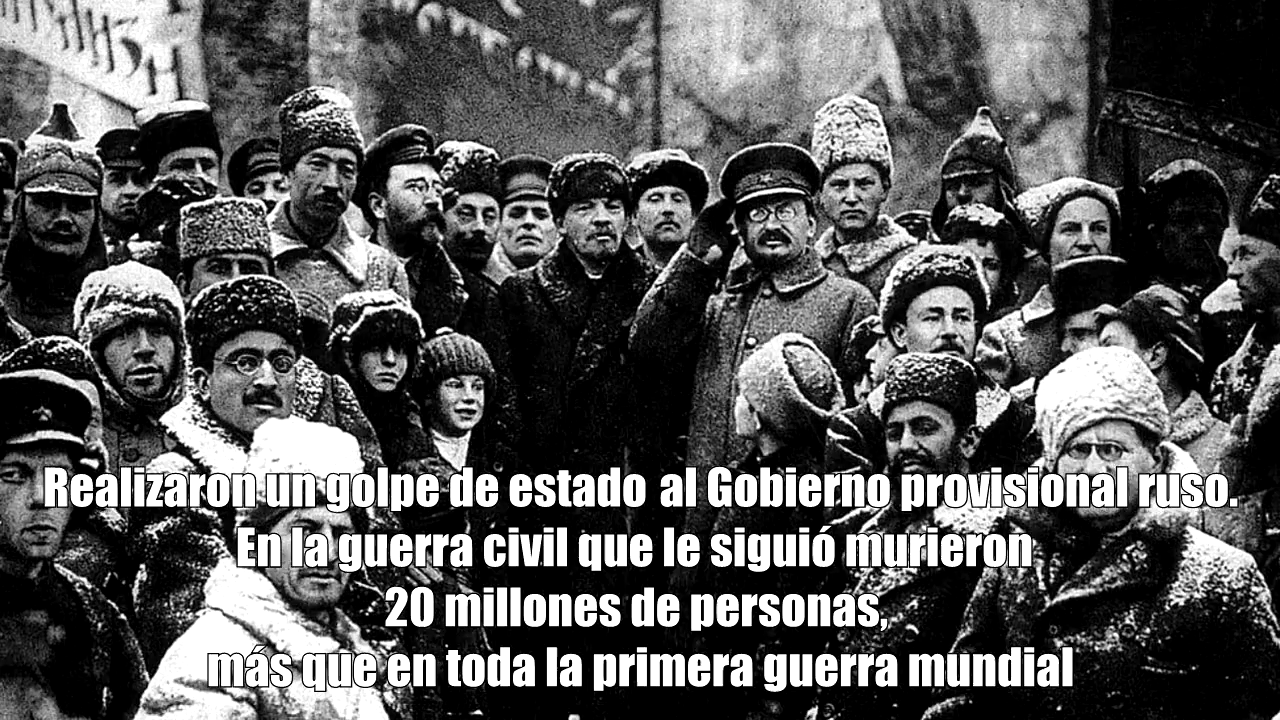 Realizaron un golpe de estado al Gobierno provisional ruso.
En la guerra civil que le siguió murieron
20 millones de personas,
más que en toda la primera guerra mundial